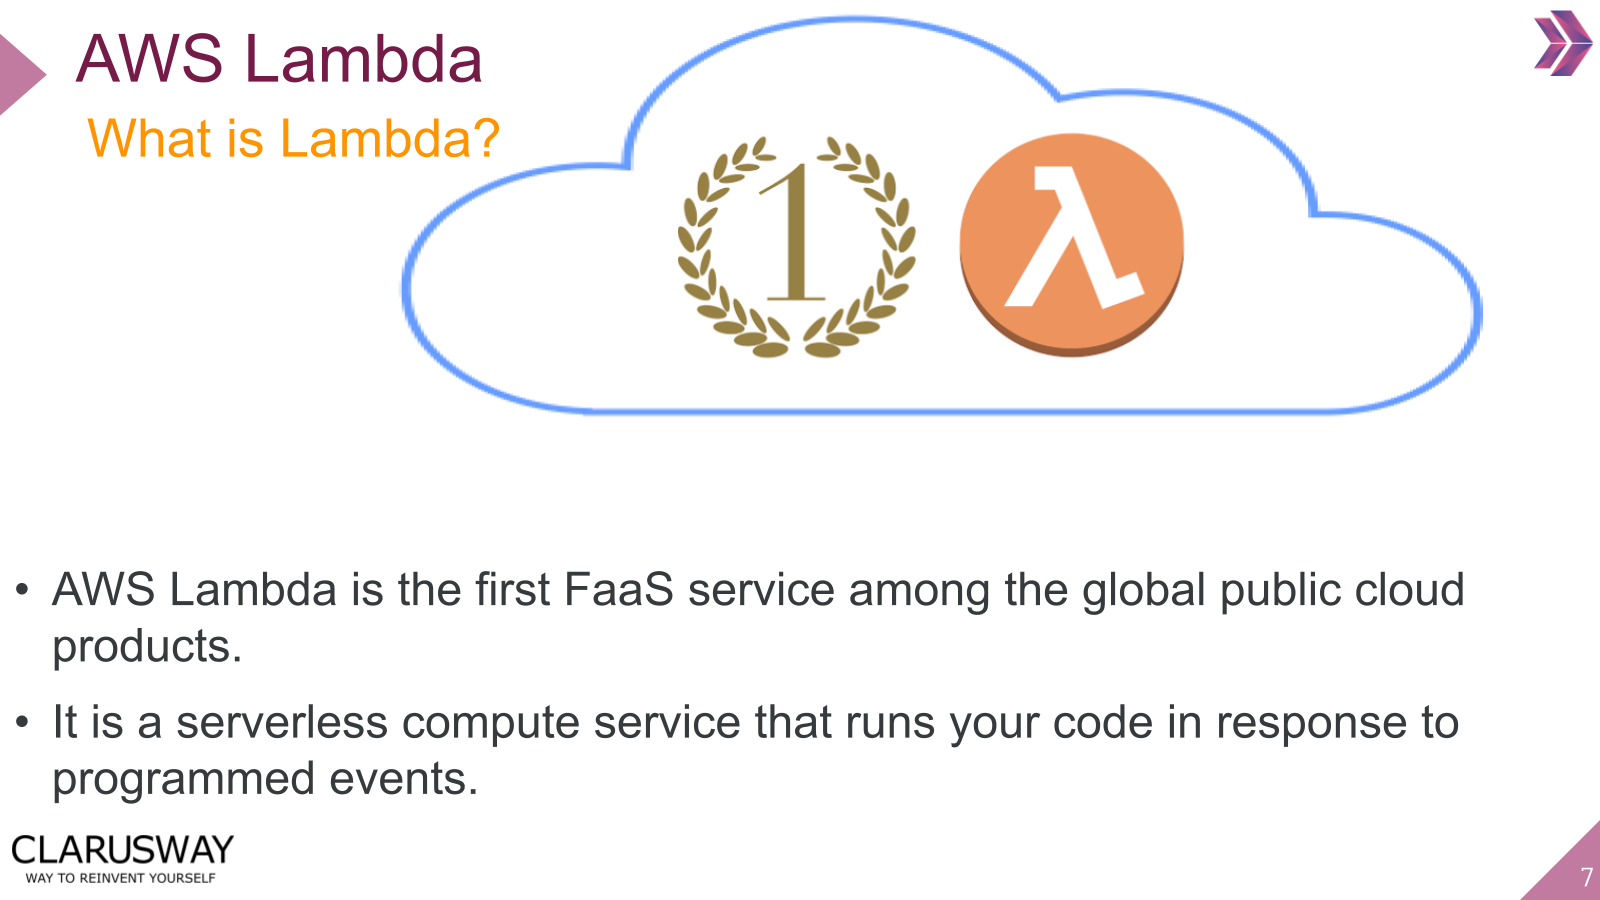 AWS Lambda
What is Lambda?
1
λ
• AWS Lambda is the first FaaS service among the global public cloud
products.
• It is a serverless compute service that runs your code in response to
programmed events.
CLARUSWAY
WAY TO REINVENT YOURSELF
7